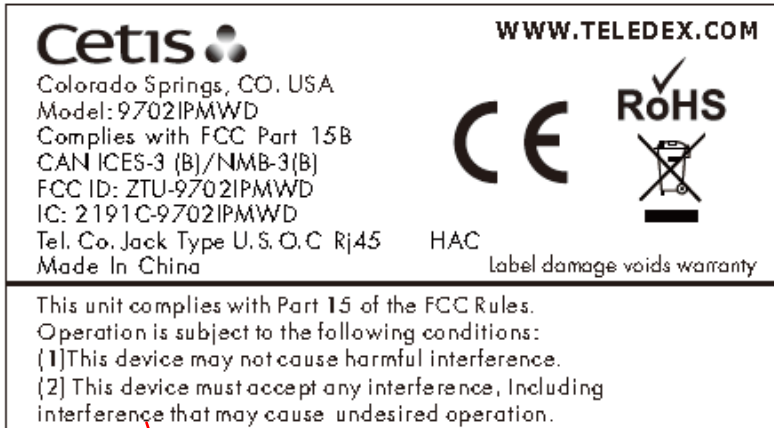 Cetis
WWW.TELEDEX.COM
Colorado Springs, CO. USA
Model: 9702IPMWD
Complies with FCC Part 15B
CAN ICES-3 (B)/NMB-3(B)
FCC ID: ZTU-9702IPMWD
IC: 2191C-9702IPMWD
Tel. Co. Jack Type U.S.O.C Rj45 HAC
Made In China
CE
RoHS
Label damage voids warranty
This unit complies with Part 15 of the FCC Rules.
Operation is subject to the following conditions:
(1)This device may not cause harmful interference.
(2) This device must accept any interference, Including
interference that may cause undesired operation.